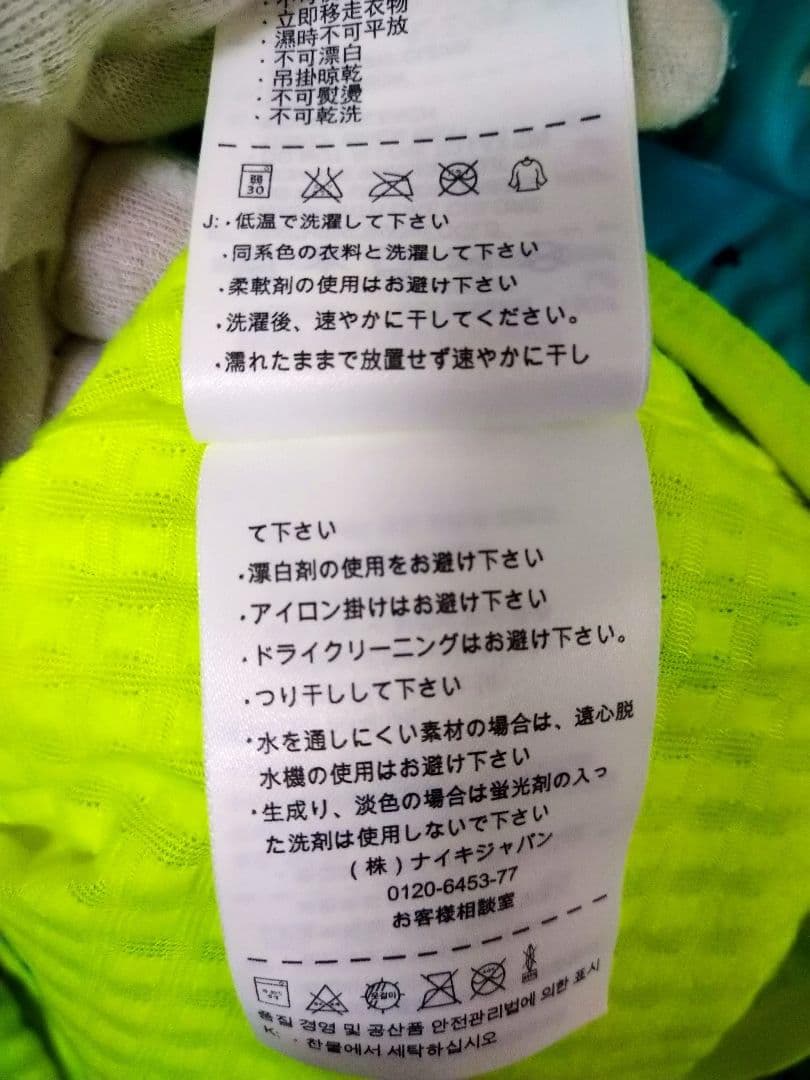 ・立即移走衣物
・濕時不可平放
・不可漂白
・吊掛晾乾
・不可熨燙
・不可乾洗
弱
30
J:・低温で洗濯して下さい
・同系色の衣料と洗濯して下さい
・柔軟剤の使用はお避け下さい
・洗濯後、速やかに干してください。
・濡れたままで放置せず速やかに干し
て下さい
・漂白剤の使用をお避け下さい
・アイロン掛けはお避け下さい
・ドライクリーニングはお避け下さい。
・つり干しして下さい
・水を通しにくい素材の場合は、遠心脱
水機の使用はお避け下さい
・生成り、淡色の場合は蛍光剤の入っ
た洗剤は使用しないで下さい
(株)ナイキジャパン
0120-6453-77
お客様相談室
옷걸이
품질 경영 및 공산품 안전관리법에 의한 표시
K: ・찬물에서 세탁하십시오